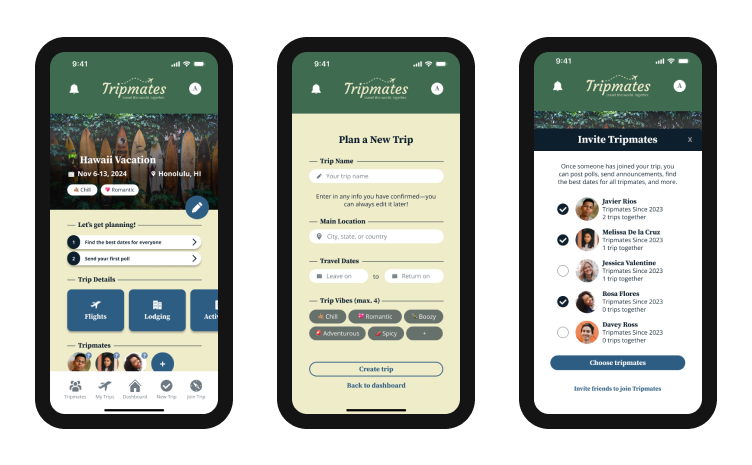 9:41
Tripmates
travel the world, together.
A
Hawaii Vacation
Nov 6-13, 2024
Honolulu, HI
Chill
Romantic
Let's get planning!
1 Find the best dates for everyone
2 Send your first poll
Trip Details
Flights
Lodging
Activ
Tripmates
? ? ?
+
Tripmates
My Trips
Dashboard
New Trip
Join Trip
9:41
Tripmates
travel the world, together.
A
Plan a New Trip
Trip Name
Your trip name
Enter in any info you have confirmed—you
can always edit it later!
Main Location
City, state, or country
Travel Dates
Leave on to Return on
Trip Vibes (max. 4)
Chill
Romantic
Boozy
Adventurous
Spicy
+
Create trip
Back to dashboard
9:41
Tripmates
travel the world, together.
A
Invite Tripmates
X
Once someone has joined your trip, you
can post polls, send announcements, find
the best dates for all tripmates, and more.
Javier Rios
Tripmates Since 2023
2 trips together
Melissa De la Cruz
Tripmates Since 2023
1 trip together
Jessica Valentine
Tripmates Since 2023
1 trip together
Rosa Flores
Tripmates Since 2023
0 trips together
Davey Ross
Tripmates Since 2023
0 trips together
Choose tripmates
Invite friends to join Tripmates